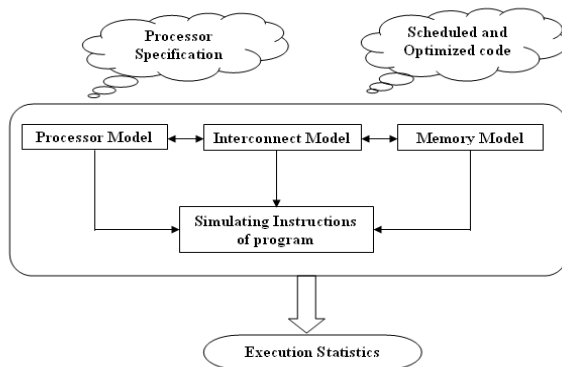 Processor
Specification
Scheduled and
Optimized code
Processor Model
Interconnect Model
Memory Model
Simulating Instructions
of program
Execution Statistics